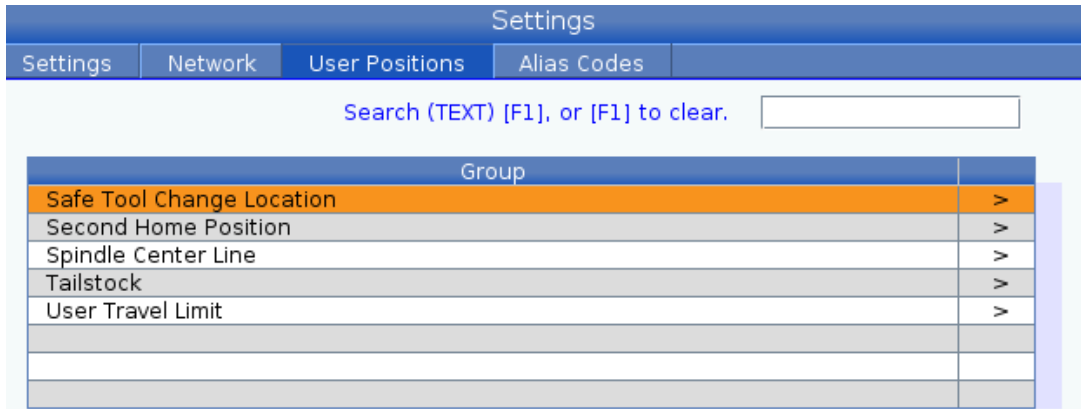 Settings
Settings Network User Positions Alias Codes
Search (TEXT) [F1], or [F1] to clear.
Group
Safe Tool Change Location >
Second Home Position >
Spindle Center Line >
Tailstock >
User Travel Limit >